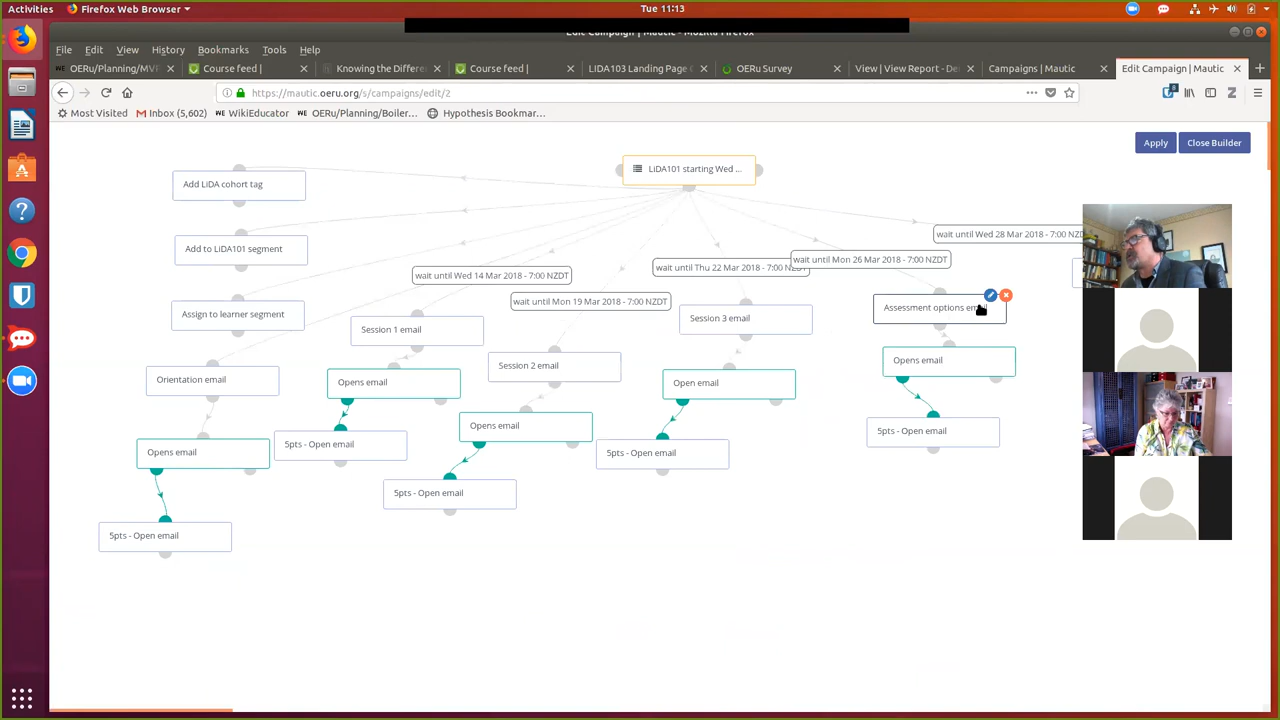 Activities
Firefox Web Browser
Tue 11:13
Edit Campaign | Mautic - Mozilla Firefox
File Edit View History Bookmarks Tools Help
WE OERu/Planning/MVP
Course feed |
WE Knowing the Differe
Course feed |
LIDA103 Landing Page
OERu Survey
View | View Report - De
Campaigns | Mautic
Edit Campaign | Mautic
https://mautic.oeru.org/s/campaigns/edit/2
8
Z
Most Visited
Inbox (5,602)
WE WikiEducator
WE OERu/Planning/Boiler...
Hypothesis Bookmar...
Apply
Close Builder
LiDA101 starting Wed ...
Add LiDA cohort tag
wait until Wed 28 Mar 2018 - 7:00 NZD
Add to LiDA101 segment
wait until Mon 26 Mar 2018 - 7:00 NZDT
wait until Thu 22 Mar 2018 - 7:00 NZDT
wait until Wed 14 Mar 2018 - 7:00 NZDT
wait until Mon 19 Mar 2018 - 7:00 NZDT
Assessment options email
Assign to learner segment
Session 3 email
Session 1 email
Opens email
Session 2 email
Orientation email
Opens email
Open email
Opens email
5pts - Open email
5pts - Open email
Opens email
5pts - Open email
5pts - Open email
5pts - Open email